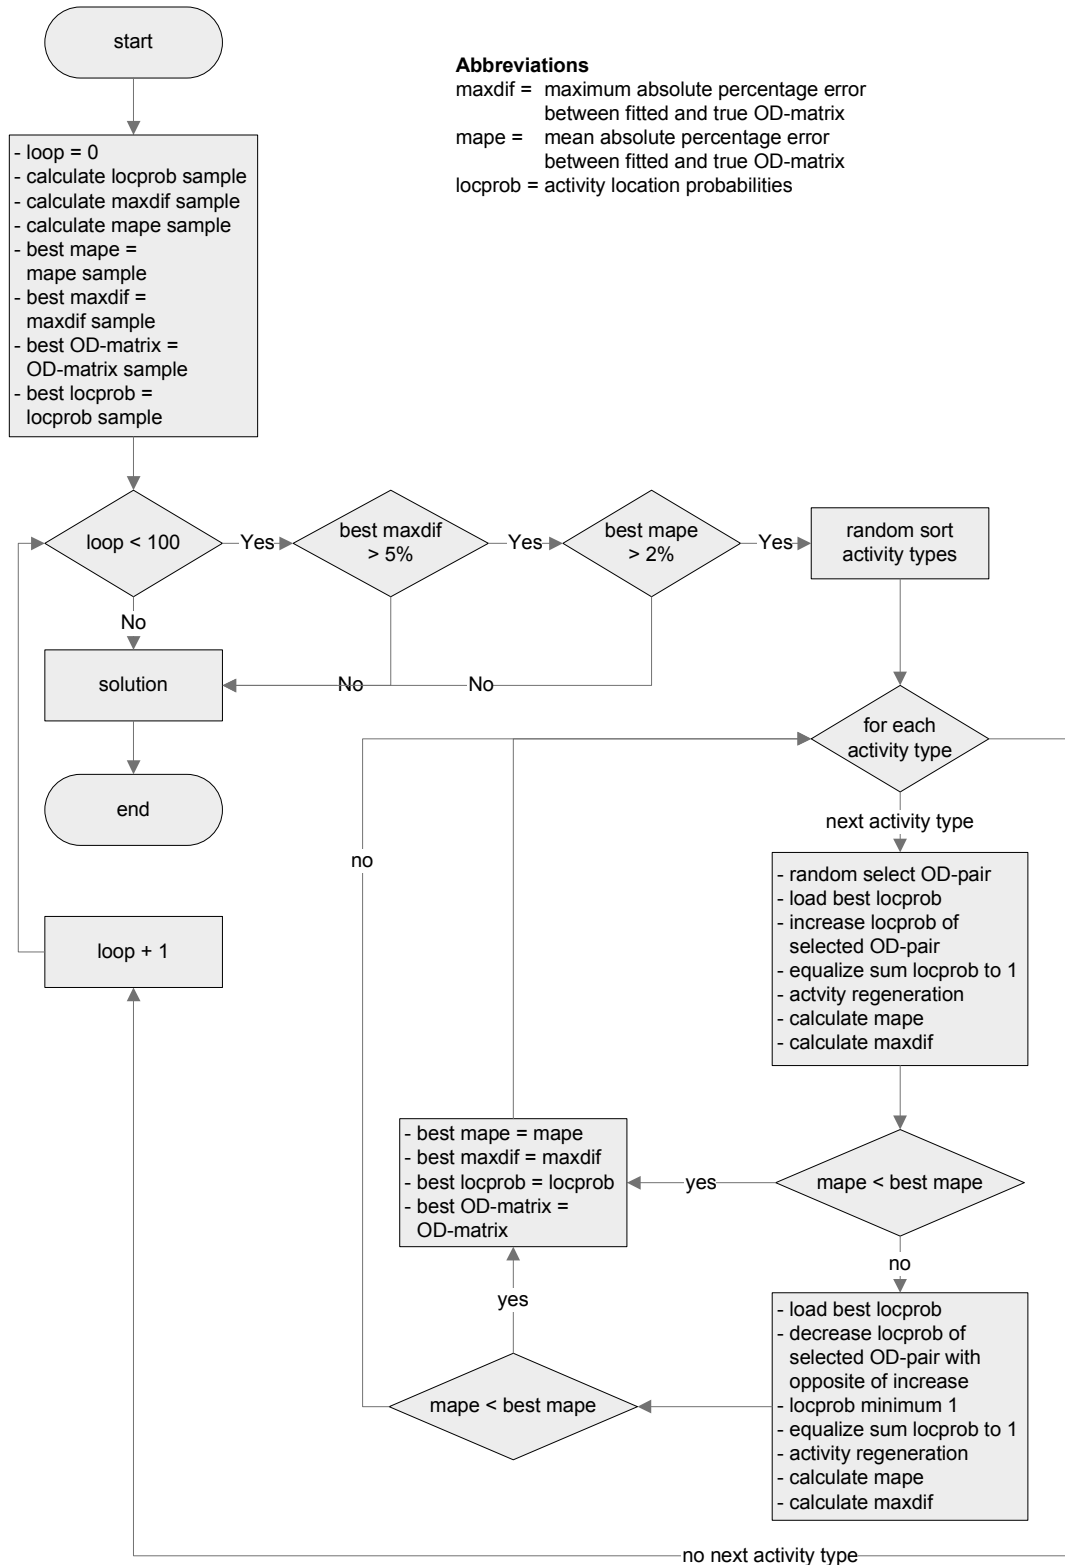 start
Abbreviations
maxdif = maximum absolute percentage error
between fitted and true OD-matrix
mape = mean absolute percentage error
between fitted and true OD-matrix
locprob = activity location probabilities
- loop = 0
- calculate locprob sample
- calculate maxdif sample
- calculate mape sample
- best mape =
mape sample
- best maxdif =
maxdif sample
- best OD-matrix =
OD-matrix sample
- best locprob =
locprob sample
loop < 100
Yes
best maxdif
> 5%
Yes
best mape
> 2%
Yes
random sort
activity types
No
solution
No
No
end
for each
activity type
next activity type
no
- random select OD-pair
- load best locprob
- increase locprob of
selected OD-pair
- equalize sum locprob to 1
- actvity regeneration
- calculate mape
- calculate maxdif
loop + 1
- best mape = mape
- best maxdif = maxdif
- best locprob = locprob
- best OD-matrix =
OD-matrix
yes
mape < best mape
no
yes
- load best locprob
- decrease locprob of
selected OD-pair with
opposite of increase
- locprob minimum 1
- equalize sum locprob to 1
- activity regeneration
- calculate mape
- calculate maxdif
mape < best mape
no next activity type